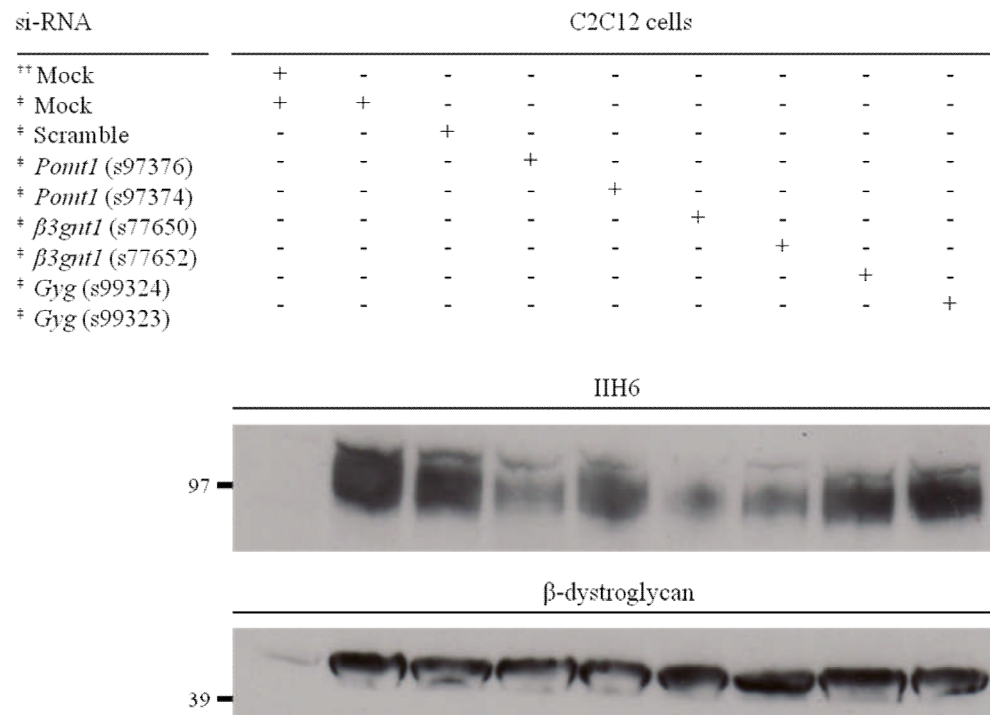 si-RNA C2C12 cells
†† Mock + - - - - - - - -
‡ Mock + + - - - - - - -
‡ Scramble - - + - - - - - -
‡ Pomt1 (s97376) - - - + - - - - -
‡ Pomt1 (s97374) - - - - + - - - -
‡ β3gnt1 (s77650) - - - - - + - - -
‡ β3gnt1 (s77652) - - - - - - + - -
‡ Gyg (s99324) - - - - - - - + -
‡ Gyg (s99323) - - - - - - - - +
IIH6
97
β-dystroglycan
39